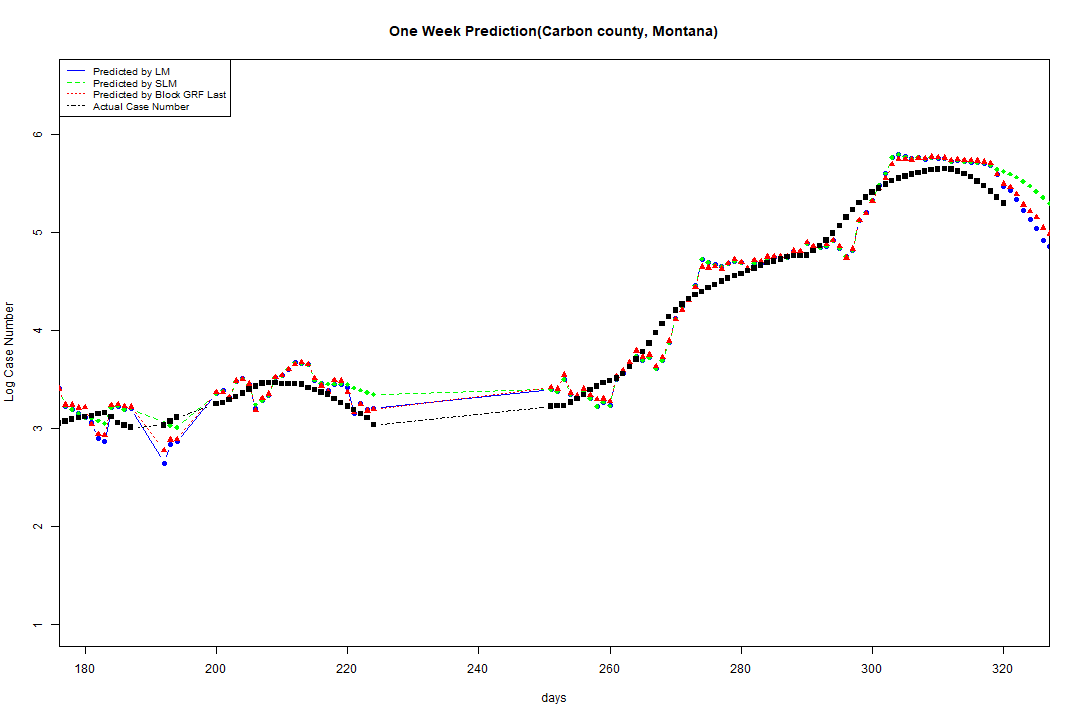 One Week Prediction(Carbon county, Montana)
Predicted by LM
Predicted by SLM
Predicted by Block GRF Last
Actual Case Number
Log Case Number
6
5
4
3
2
1
180 200 220 240 260 280 300 320
days